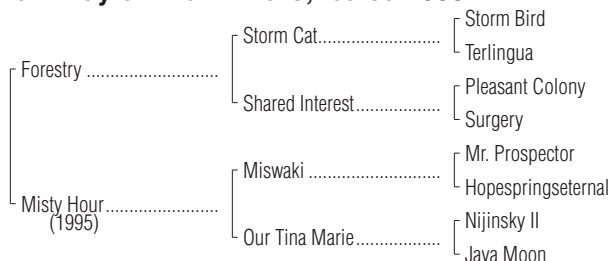 Storm Bird
Storm Cat
Terlingua
Forestry
Pleasant Colony
Shared Interest
Surgery
Mr. Prospector
Miswaki
Hopespringseternal
Misty Hour
(1995)
Nijinsky II
Our Tina Marie
Java Moon